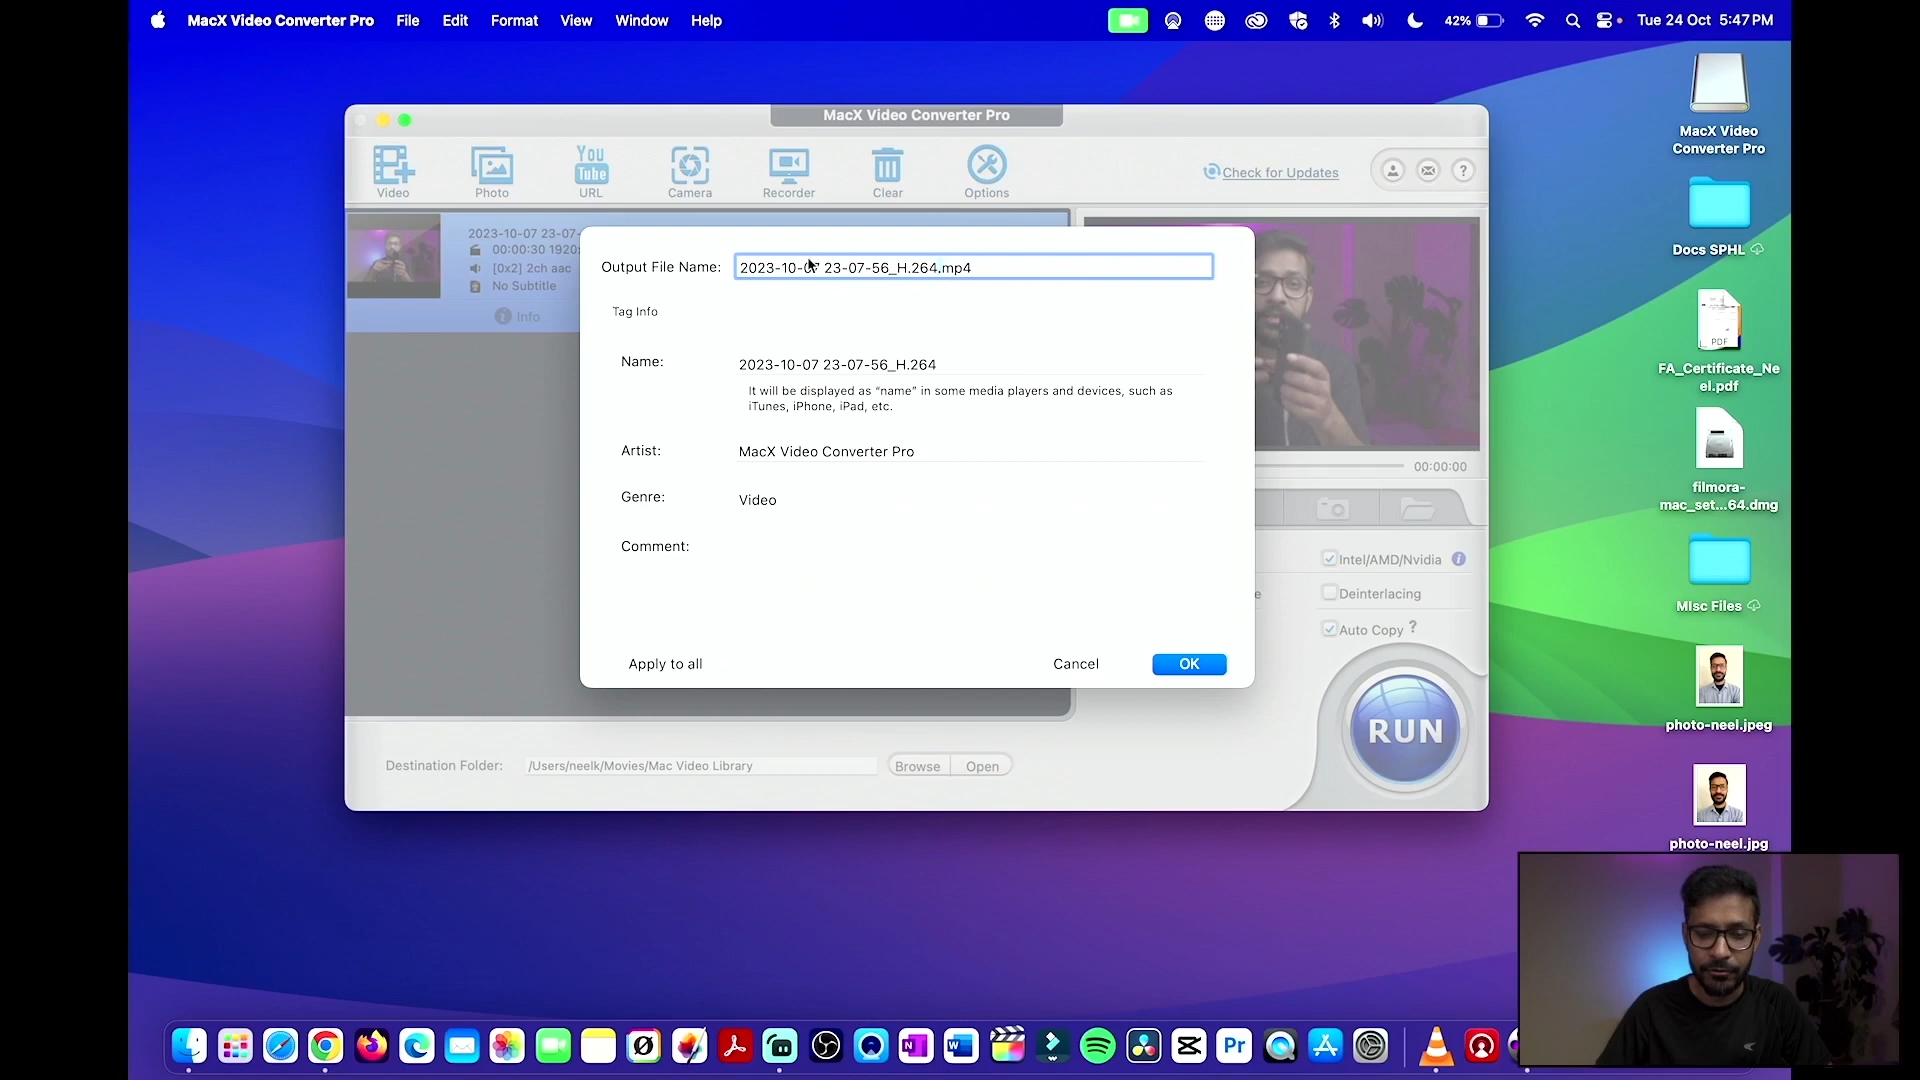 MacX Video Converter Pro File Edit Format View Window Help 42% Tue 24 Oct 5:47 PM
MacX Video Converter Pro
Video Photo URL Camera Recorder Clear Options
You
Tube
Check for Updates
?
2023-10-07 23-07-
00:00:30 1920
[0x2] 2ch aac
No Subtitle
Info
Output File Name: 2023-10-07 23-07-56_H.264.mp4
Tag Info
Name: 2023-10-07 23-07-56_H.264
It will be displayed as “name” in some media players and devices, such as
iTunes, iPhone, iPad, etc.
Artist: MacX Video Converter Pro
Genre: Video
Comment:
Apply to all Cancel OK
00:00:00
Intel/AMD/Nvidia
e Deinterlacing
Auto Copy ?
RUN
Destination Folder: /Users/neelk/Movies/Mac Video Library Browse Open
MacX Video
Converter Pro
Docs SPHL
PDF
FA_Certificate_Ne
el.pdf
filmora-
mac_set...64.dmg
MIsc Files
photo-neel.jpeg
photo-neel.jpg
N W Pr